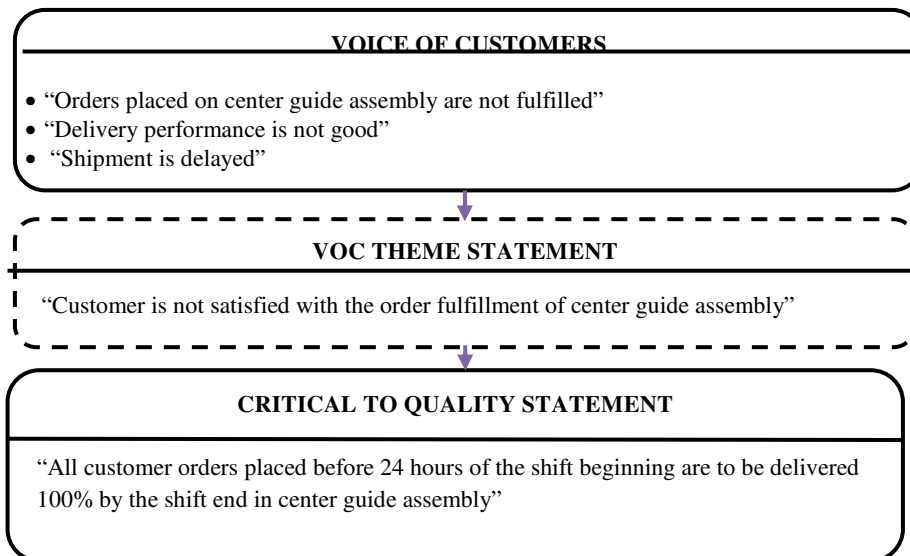 VOICE OF CUSTOMERS
• “Orders placed on center guide assembly are not fulfilled”
• “Delivery performance is not good”
• “Shipment is delayed”
VOC THEME STATEMENT
“Customer is not satisfied with the order fulfillment of center guide assembly”
CRITICAL TO QUALITY STATEMENT
“All customer orders placed before 24 hours of the shift beginning are to be delivered
100% by the shift end in center guide assembly”